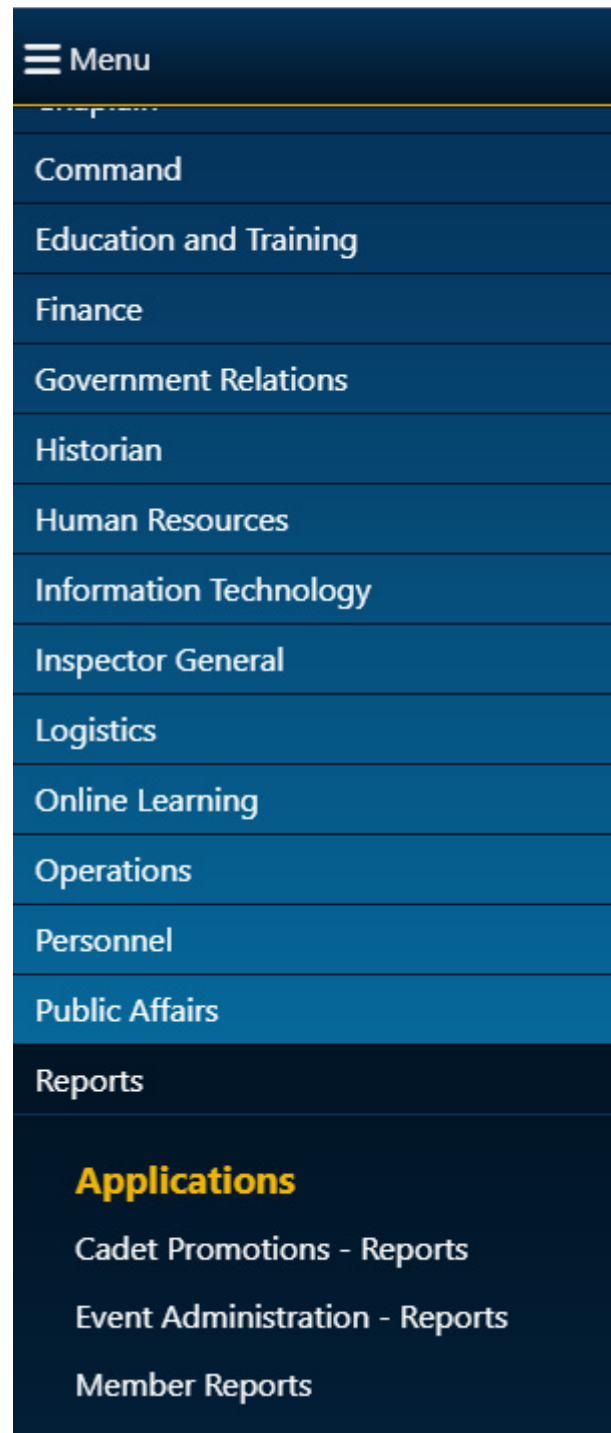 Menu
Command
Education and Training
Finance
Government Relations
Historian
Human Resources
Information Technology
Inspector General
Logistics
Online Learning
Operations
Personnel
Public Affairs
Reports
Applications
Cadet Promotions - Reports
Event Administration - Reports
Member Reports